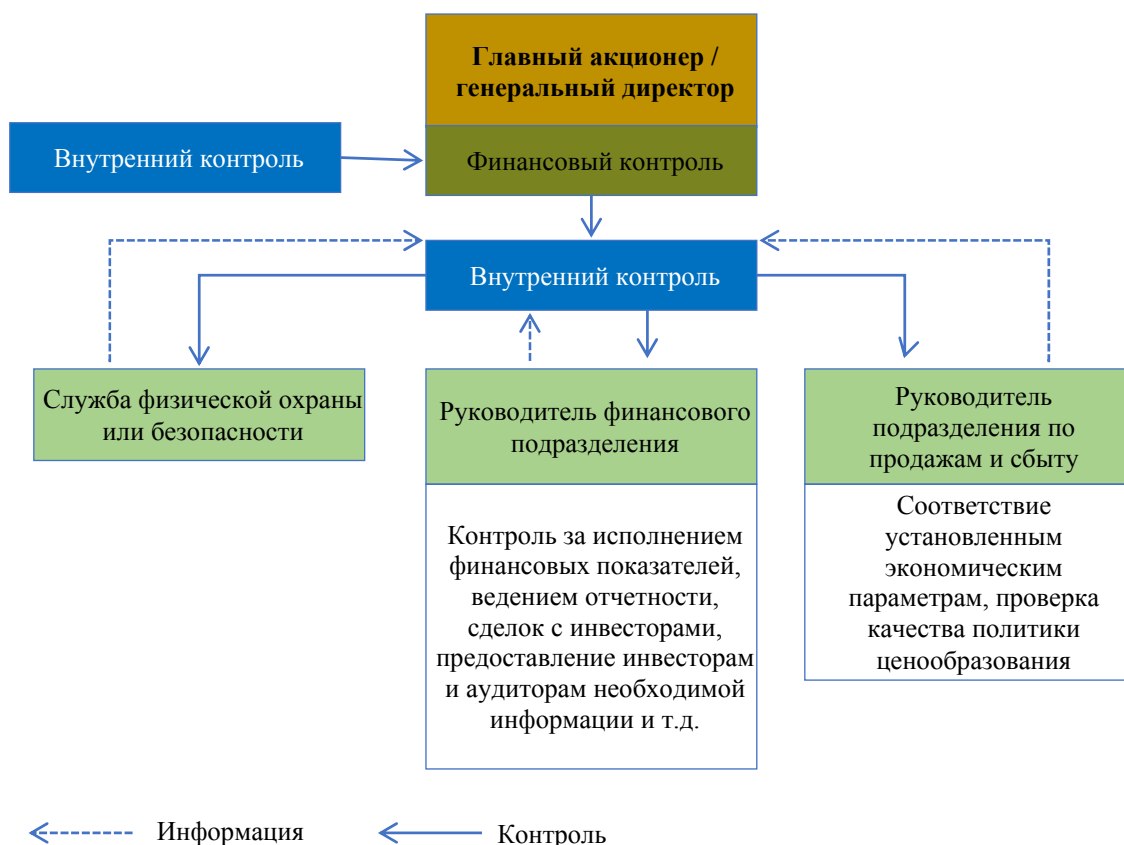 Главный акционер /
генеральный директор
Внутренний контроль
Финансовый контроль
Внутренний контроль
Служба физической охраны
или безопасности
Руководитель финансового
подразделения
Руководитель
подразделения по
продажам и сбыту
Контроль за исполнением
финансовых показателей,
ведением отчетности,
сделок с инвесторами,
предоставление инвесторам
и аудиторам необходимой
информации и т.д.
Соответствие
установленным
экономическим
параметрам, проверка
качества политики
ценообразования
Информация
Контроль